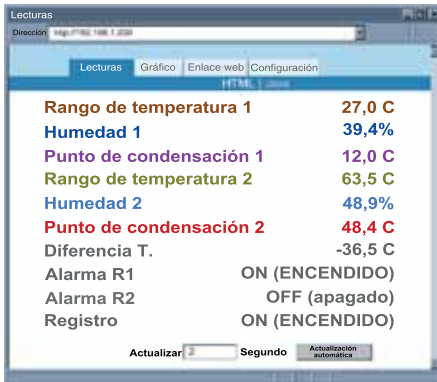 Lecturas
Dirección
Lecturas Gráfico Enlace web Configuración
HTML |
Rango de temperatura 1 27,0 C
Humedad 1 39,4%
Punto de condensación 1 12,0 C
Rango de temperatura 2 63,5 C
Humedad 2 48,9%
Punto de condensación 2 48,4 C
Diferencia T. -36,5 C
Alarma R1 ON (ENCENDIDO)
Alarma R2 OFF (apagado)
Registro ON (ENCENDIDO)
Actualizar 2 Segundo Actualización
automática